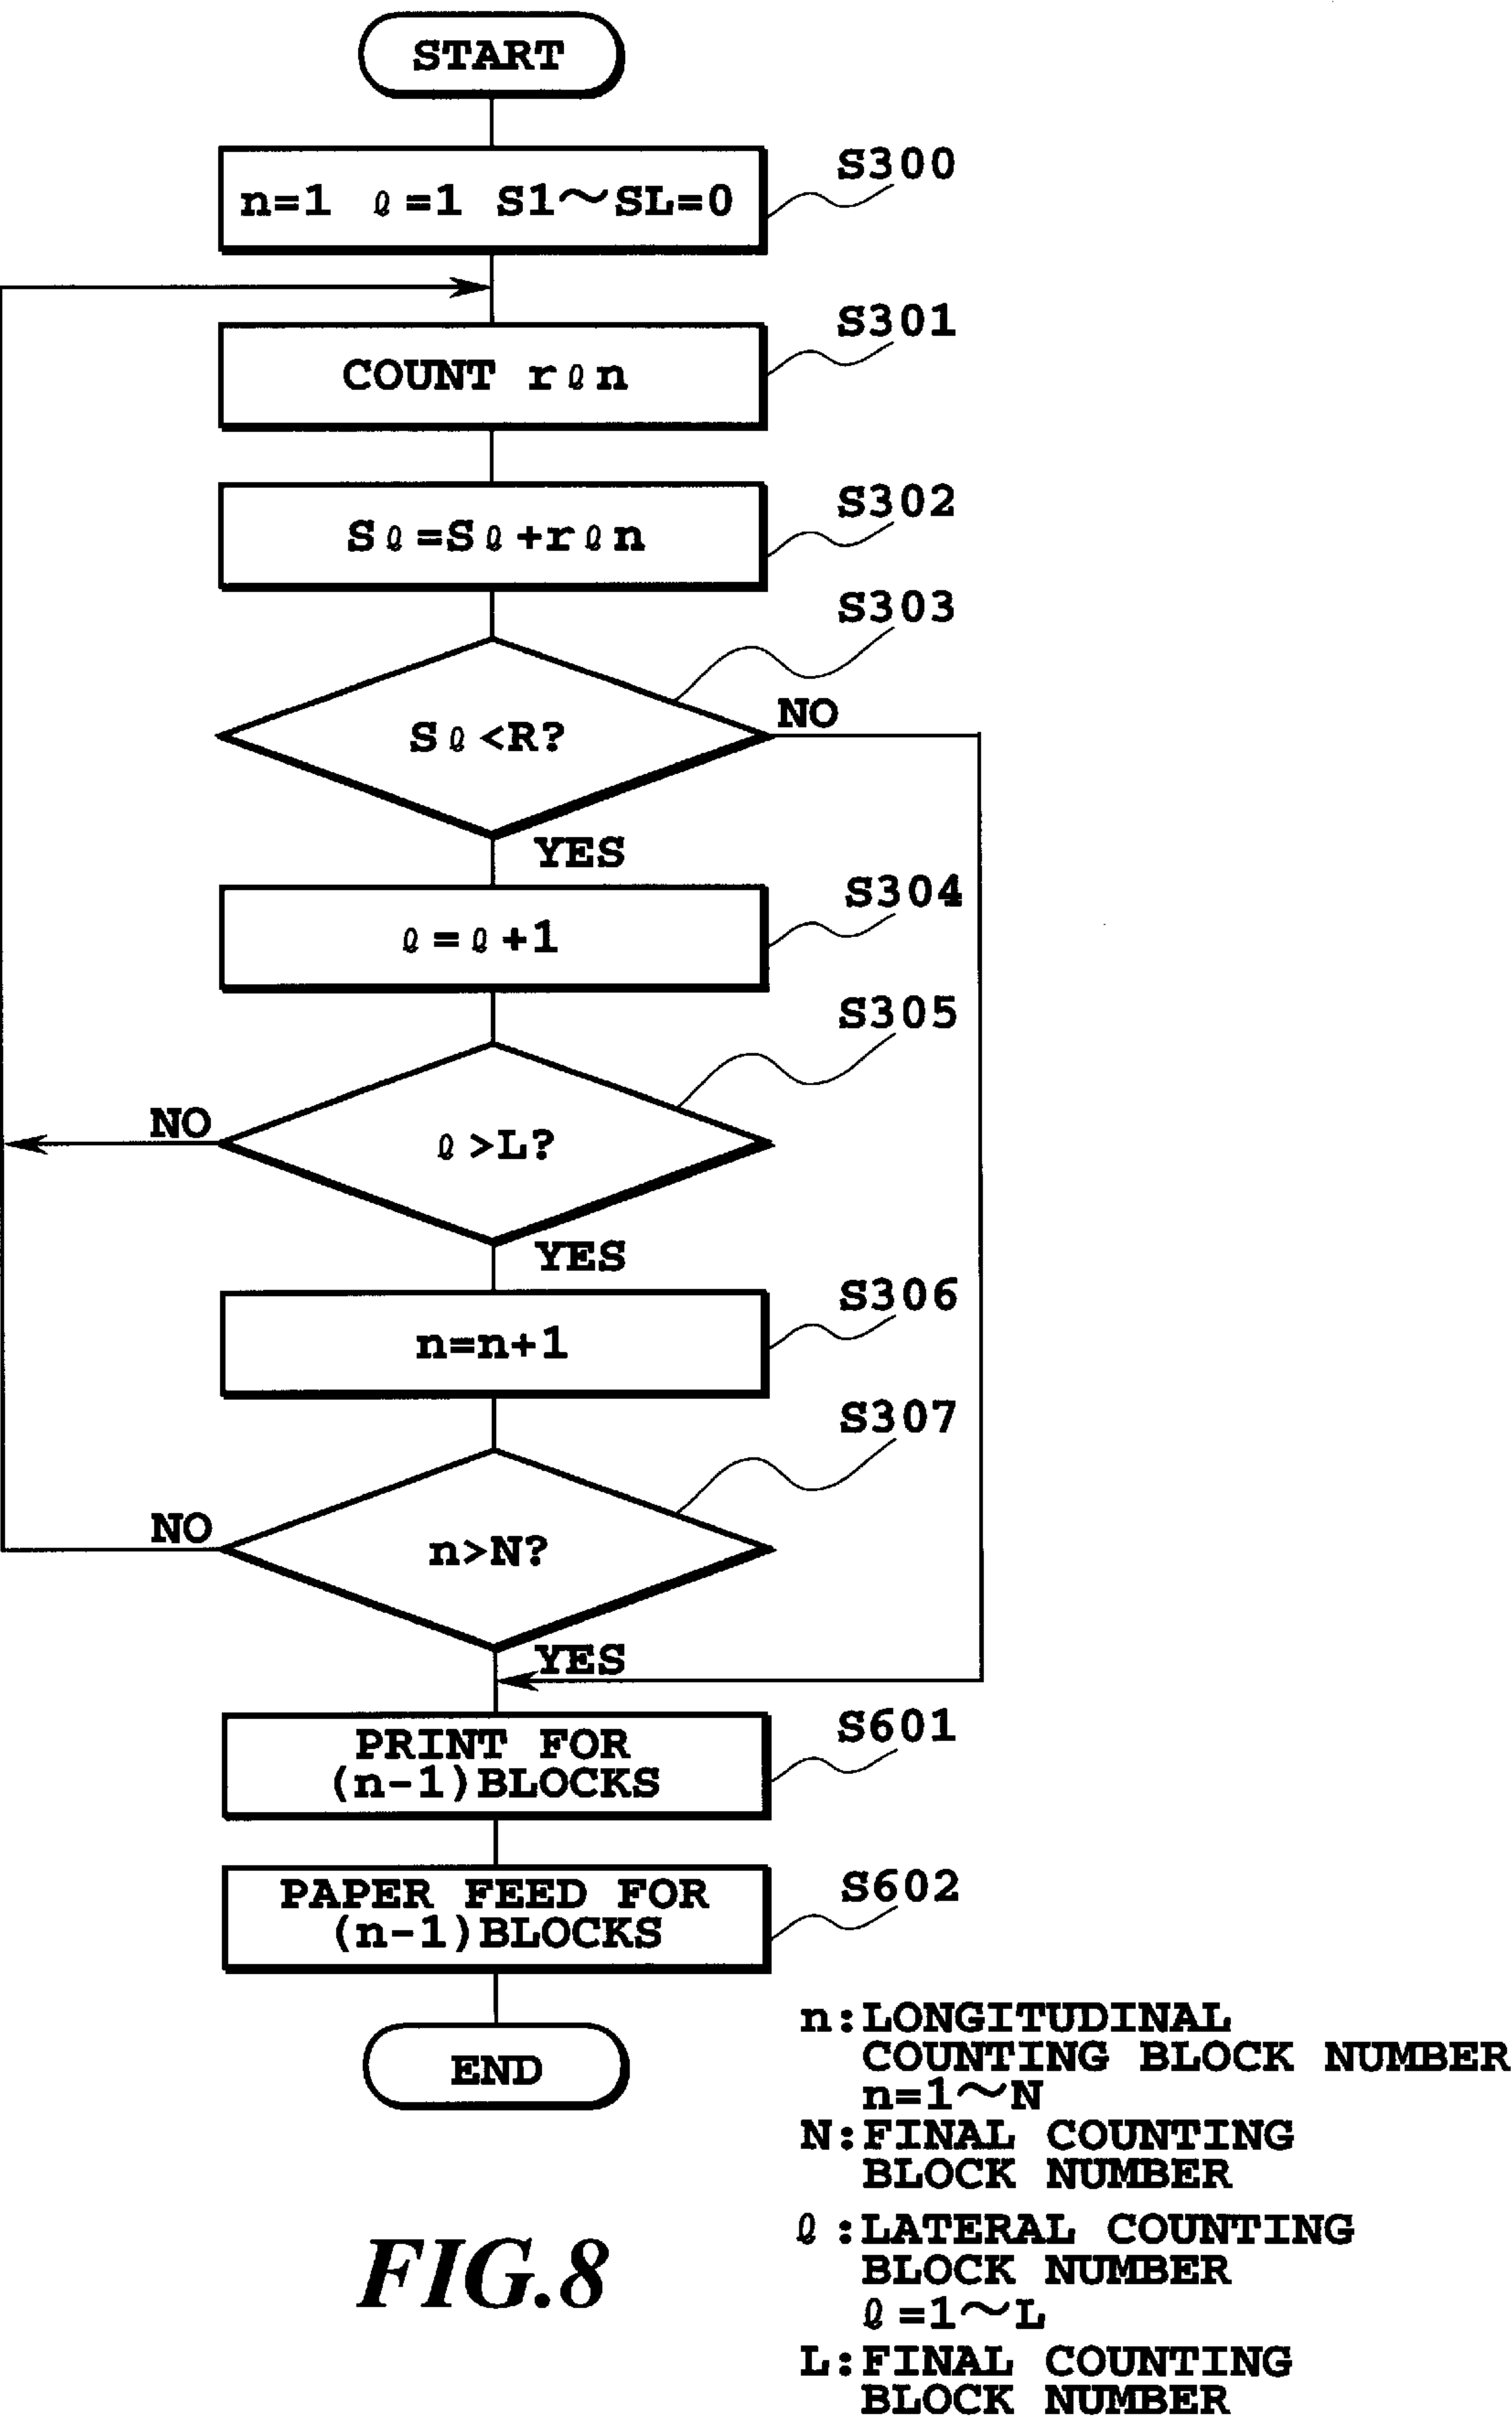 START
n=1 ℓ=1 S1～SL=0
S300
COUNT rℓn
S301
Sℓ=Sℓ+rℓn
S302
S303
Sℓ<R?
NO
YES
ℓ=ℓ+1
S304
S305
NO
ℓ>L?
YES
n=n+1
S306
S307
NO
n>N?
YES
PRINT FOR
(n-1)BLOCKS
S601
PAPER FEED FOR
(n-1)BLOCKS
S602
END
n:LONGITUDINAL
COUNTING BLOCK NUMBER
n=1～N
N:FINAL COUNTING
BLOCK NUMBER
ℓ:LATERAL COUNTING
BLOCK NUMBER
ℓ=1～L
L:FINAL COUNTING
BLOCK NUMBER
FIG.8